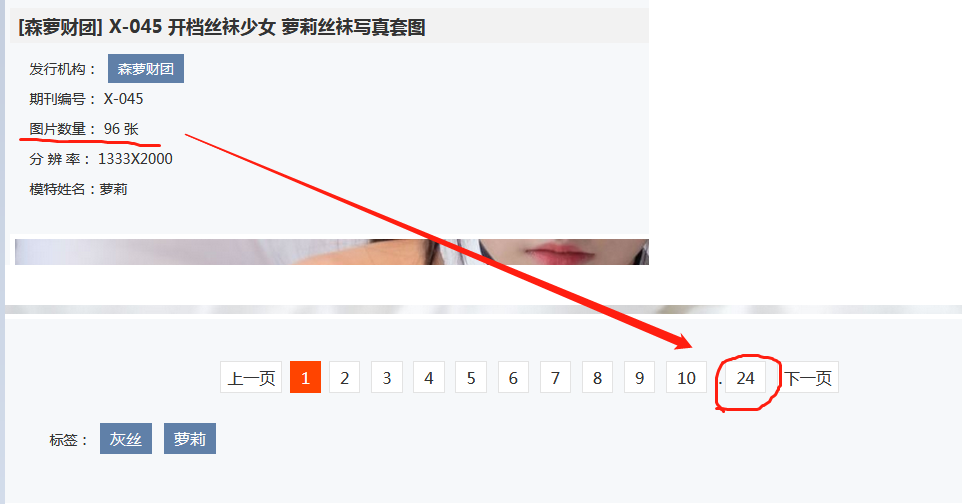 [森萝财团] X-045 开档丝袜少女 萝莉丝袜写真套图
发行机构： 森萝财团
期刊编号： X-045
图片数量： 96 张
分 辨 率： 1333X2000
模特姓名：萝莉
上一页 1 2 3 4 5 6 7 8 9 10 . 24 下一页
标签： 灰丝 萝莉